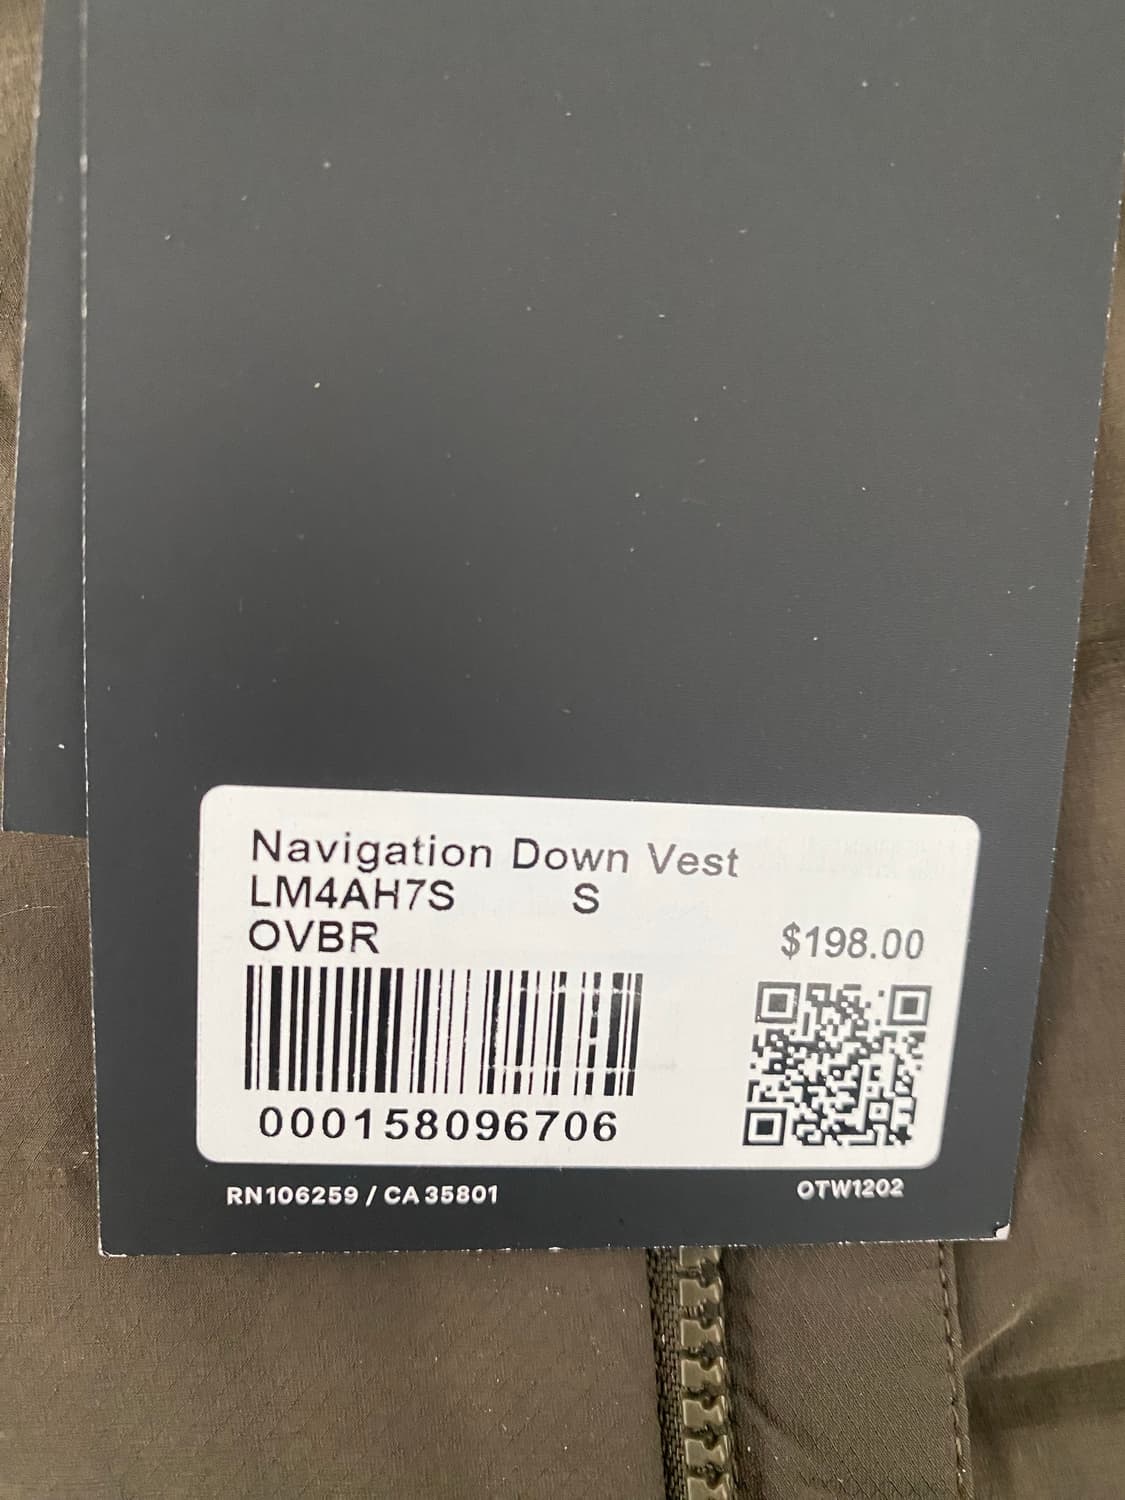 Navigation Down Vest
LM4AH7S S
OVBR
$198.00
000158096706
RN106259 / CA 35801
OTW1202